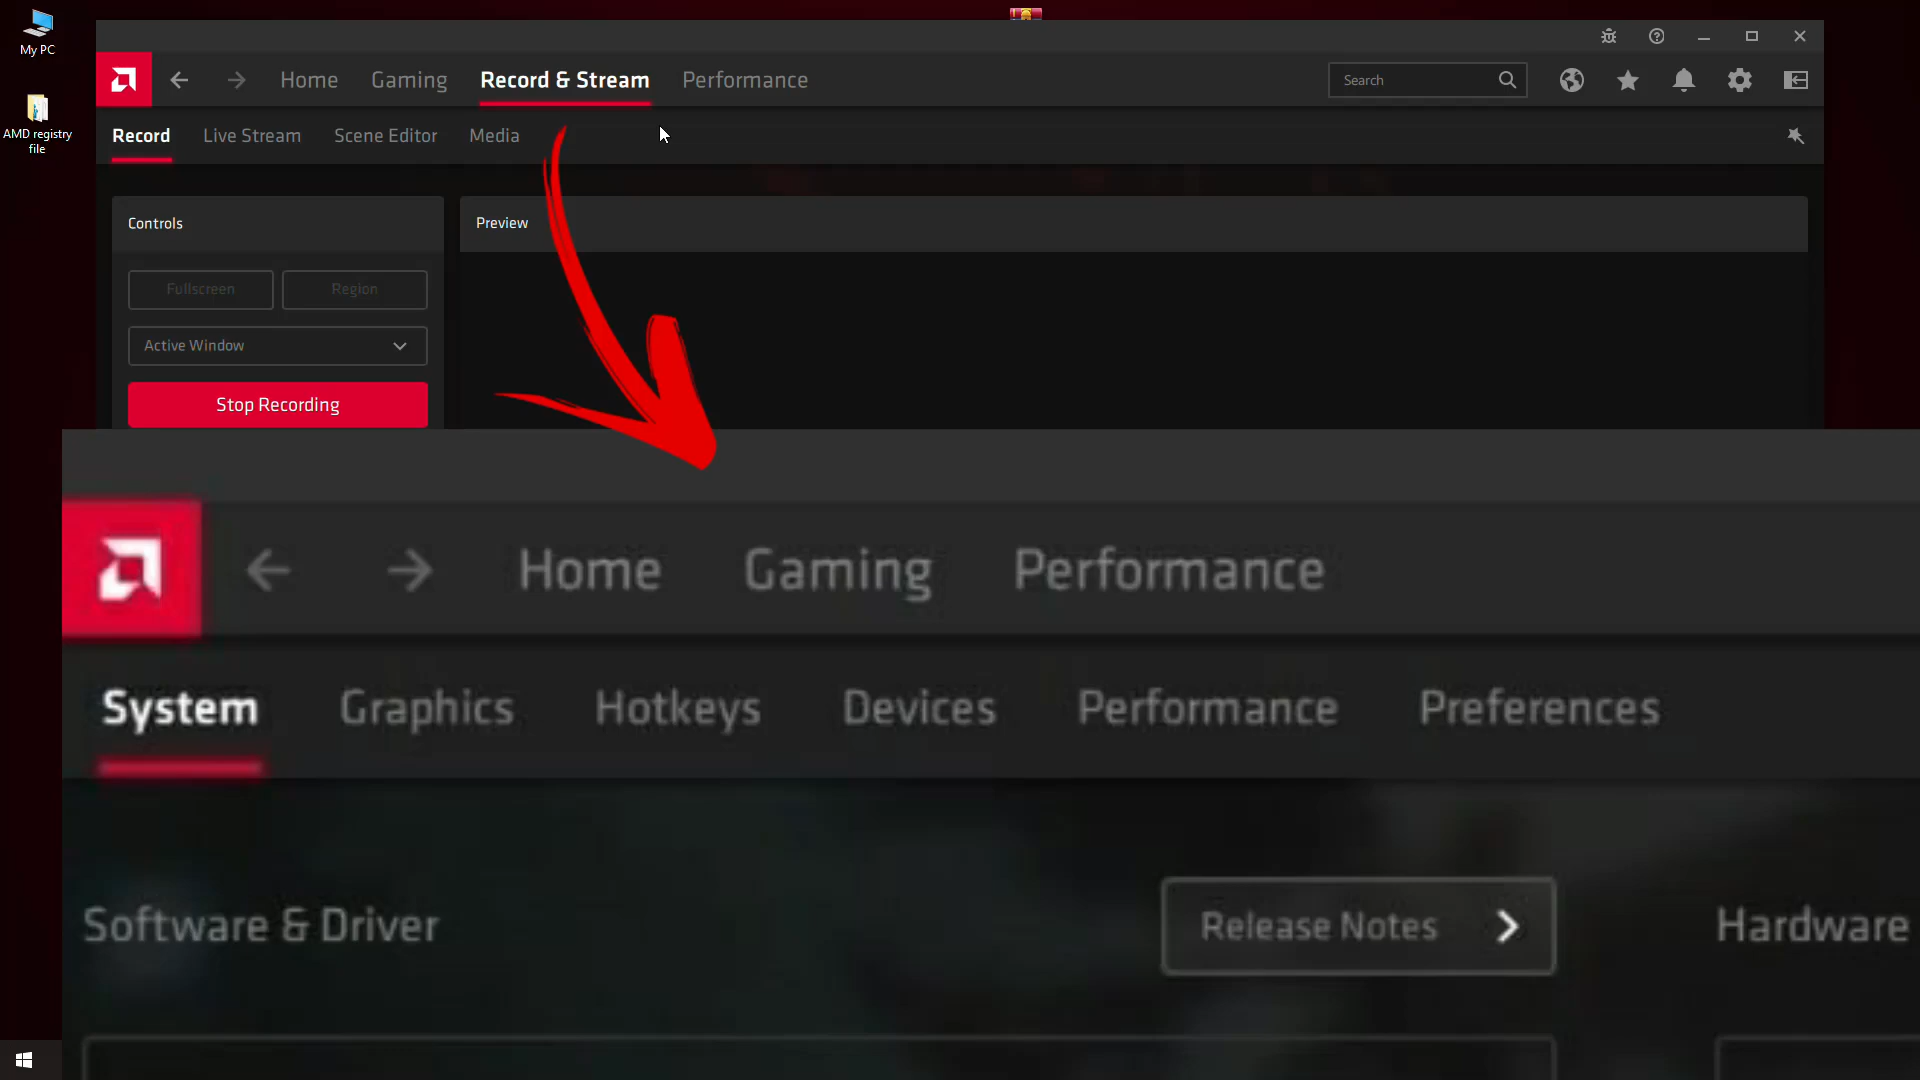 My PC
AMD registry
file
Home Gaming Record & Stream Performance
Search
Record Live Stream Scene Editor Media
Controls
Preview
Fullscreen Region
Active Window
Stop Recording
Home Gaming Performance
System Graphics Hotkeys Devices Performance Preferences
Software & Driver
Release Notes
Hardware